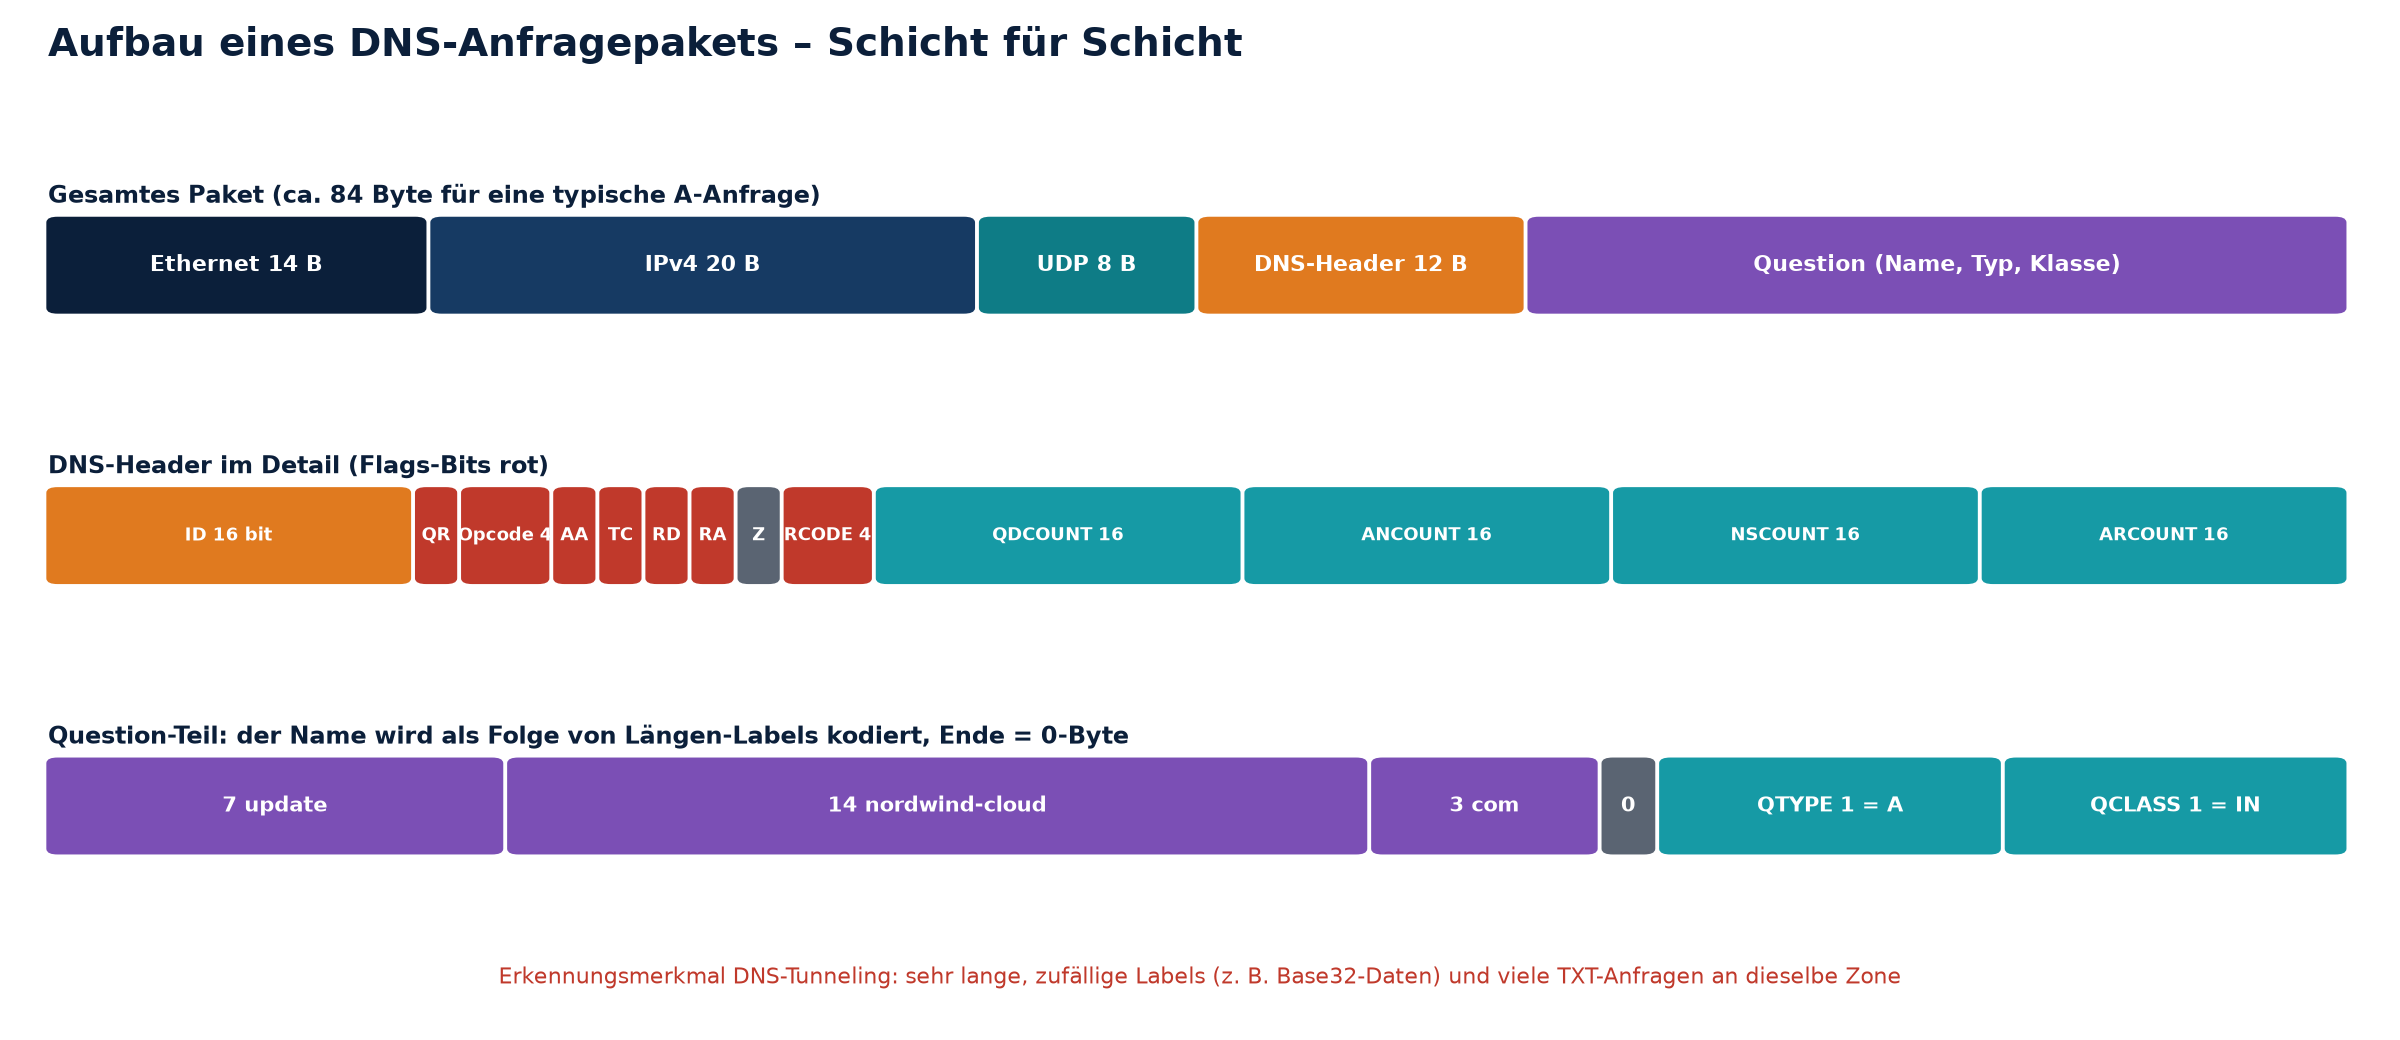 Aufbau eines DNS-Anfragepakets – Schicht für Schicht
Gesamtes Paket (ca. 84 Byte für eine typische A-Anfrage)
Ethernet 14 B
IPv4 20 B
UDP 8 B
DNS-Header 12 B
Question (Name, Typ, Klasse)
DNS-Header im Detail (Flags-Bits rot)
ID 16 bit
QR
Opcode 4
AA
TC
RD
RA
Z
RCODE 4
QDCOUNT 16
ANCOUNT 16
NSCOUNT 16
ARCOUNT 16
Question-Teil: der Name wird als Folge von Längen-Labels kodiert, Ende = 0-Byte
7 update
14 nordwind-cloud
3 com
0
QTYPE 1 = A
QCLASS 1 = IN
Erkennungsmerkmal DNS-Tunneling: sehr lange, zufällige Labels (z. B. Base32-Daten) und viele TXT-Anfragen an dieselbe Zone